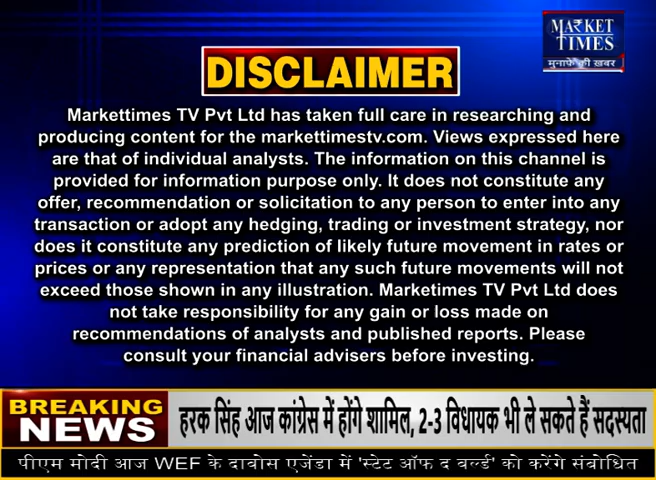 MARKET
TIMES
मुनाफे की ख़बर
DISCLAIMER
Markettimes TV Pvt Ltd has taken full care in researching and
producing content for the markettimestv.com. Views expressed here
are that of individual analysts. The information on this channel is
provided for information purpose only. It does not constitute any
offer, recommendation or solicitation to any person to enter into any
transaction or adopt any hedging, trading or investment strategy, nor
does it constitute any prediction of likely future movement in rates or
prices or any representation that any such future movements will not
exceed those shown in any illustration. Marketimes TV Pvt Ltd does
not take responsibility for any gain or loss made on
recommendations of analysts and published reports. Please
consult your financial advisers before investing.
BREAKING
NEWS
हरक सिंह आज कांग्रेस में होंगे शामिल, 2-3 विधायक भी ले सकते हैं सदस्यता
पीएम मोदी आज WEF के दावोस एजेंडा में 'स्टेट ऑफ द वर्ल्ड' को करेंगे संबोधित